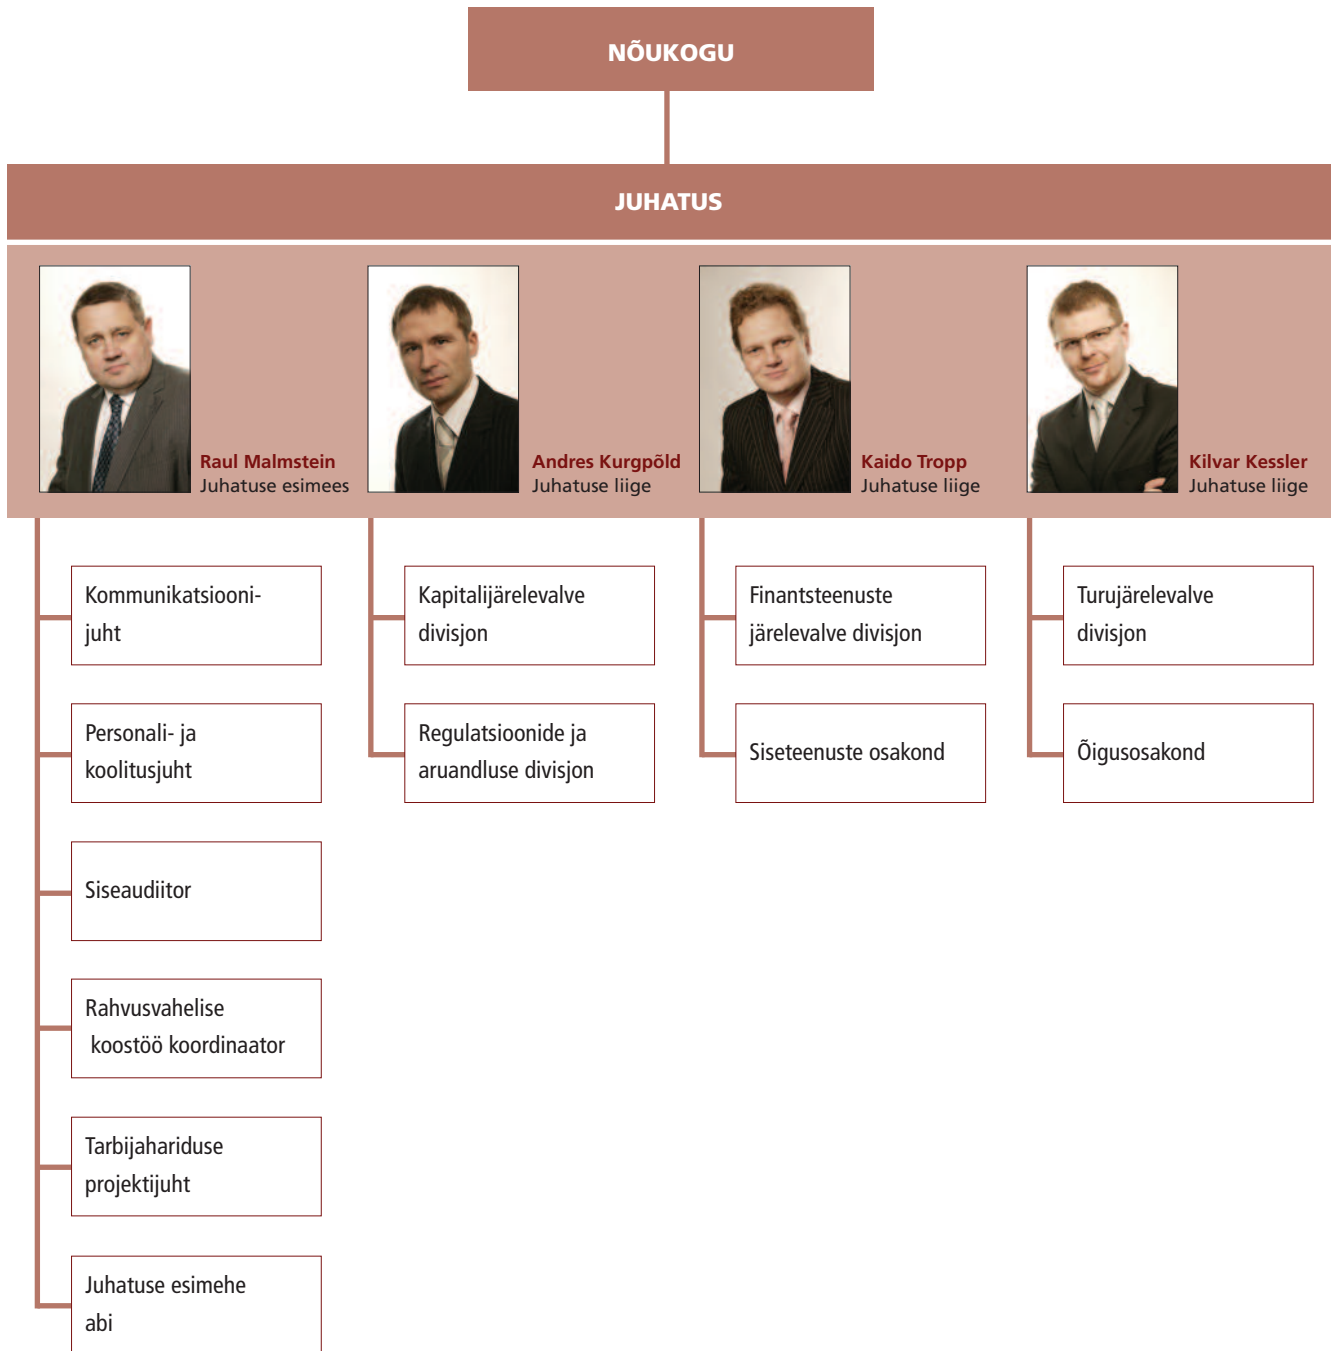 NÕUKOGU
JUHATUS
Raul Malmstein
Juhatuse esimees
Andres Kurgpõld
Juhatuse liige
Kaido Tropp
Juhatuse liige
Kilvar Kessler
Juhatuse liige
Kommunikatsiooni-
juht
Personali- ja
koolitusjuht
Siseaudiitor
Rahvusvahelise
koostöö koordinaator
Tarbijahariduse
projektijuht
Juhatuse esimehe
abi
Kapitalijärelevalve
divisjon
Regulatsioonide ja
aruandluse divisjon
Finantsteenuste
järelevalve divisjon
Siseteenuste osakond
Turujärelevalve
divisjon
Õigusosakond